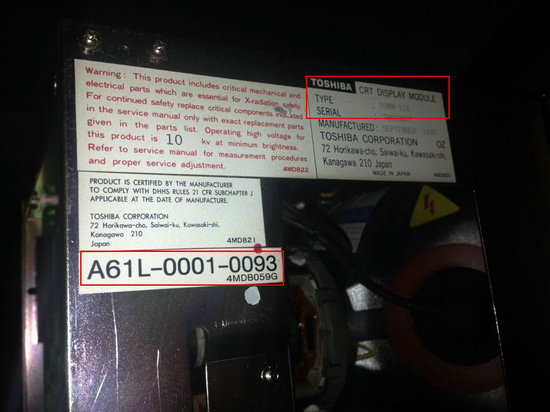 Warning: This product includes critical mechanical and
electrical parts which are essential for X-radiation safety.
For continued safety replace critical components indicated
in the service manual only with exact replacement parts
given in the parts list. Operating high voltage for
this product is 10 kv at minimum brightness.
Refer to service manual for measurement procedures
and proper service adjustment.
4MD822
TOSHIBA CRT DISPLAY MODULE
TYPE :
SERIAL :
MANUFACTURED: SEPTEMBER
TOSHIBA CORPORATION OZ
72 Horikawa-cho, Saiwai-ku, Kawasaki-shi,
Kanagawa 210 Japan
MADE IN JAPAN
PRODUCT IS CERTIFIED BY THE MANUFACTURER
TO COMPLY WITH DHHS RULES 21 CFR SUBCHAPTER J
APPLICABLE AT THE DATE OF MANUFACTURE.
TOSHIBA CORPORATION
72 Horikawa-cho, Saiwai-ku, Kawasaki-shi,
Kanagawa 210
Japan
4MD821
A61L-0001-0093
4MDB059G